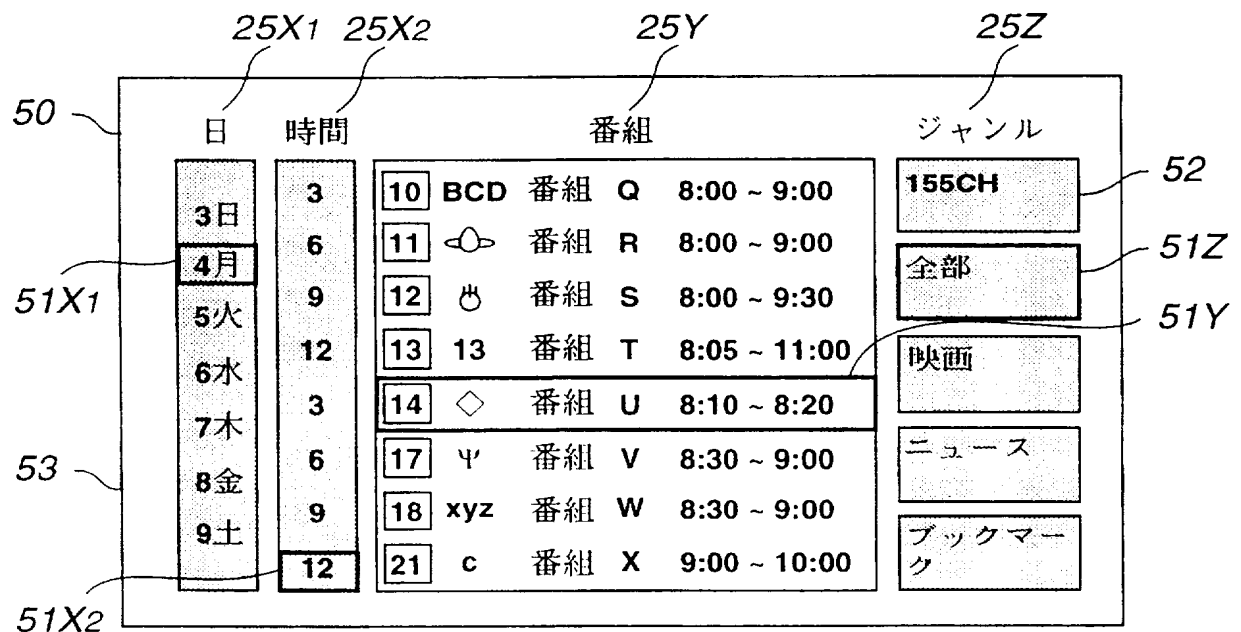 25X1 25X2 25Y 25Z
50
日 時間 番組 ジャンル
3日
4月
5火
6水
7木
8金
9土
3
6
9
12
3
6
9
12
10 BCD 番組 Q 8:00 ~ 9:00
11 番組 R 8:00 ~ 9:00
12 番組 S 8:00 ~ 9:30
13 13 番組 T 8:05 ~ 11:00
14 番組 U 8:10 ~ 8:20
17 Ψ 番組 V 8:30 ~ 9:00
18 xyz 番組 W 8:30 ~ 9:00
21 c 番組 X 9:00 ~ 10:00
155CH
全部
映画
ニュース
ブックマー
ク
52
51Z
51Y
51X1
53
51X2